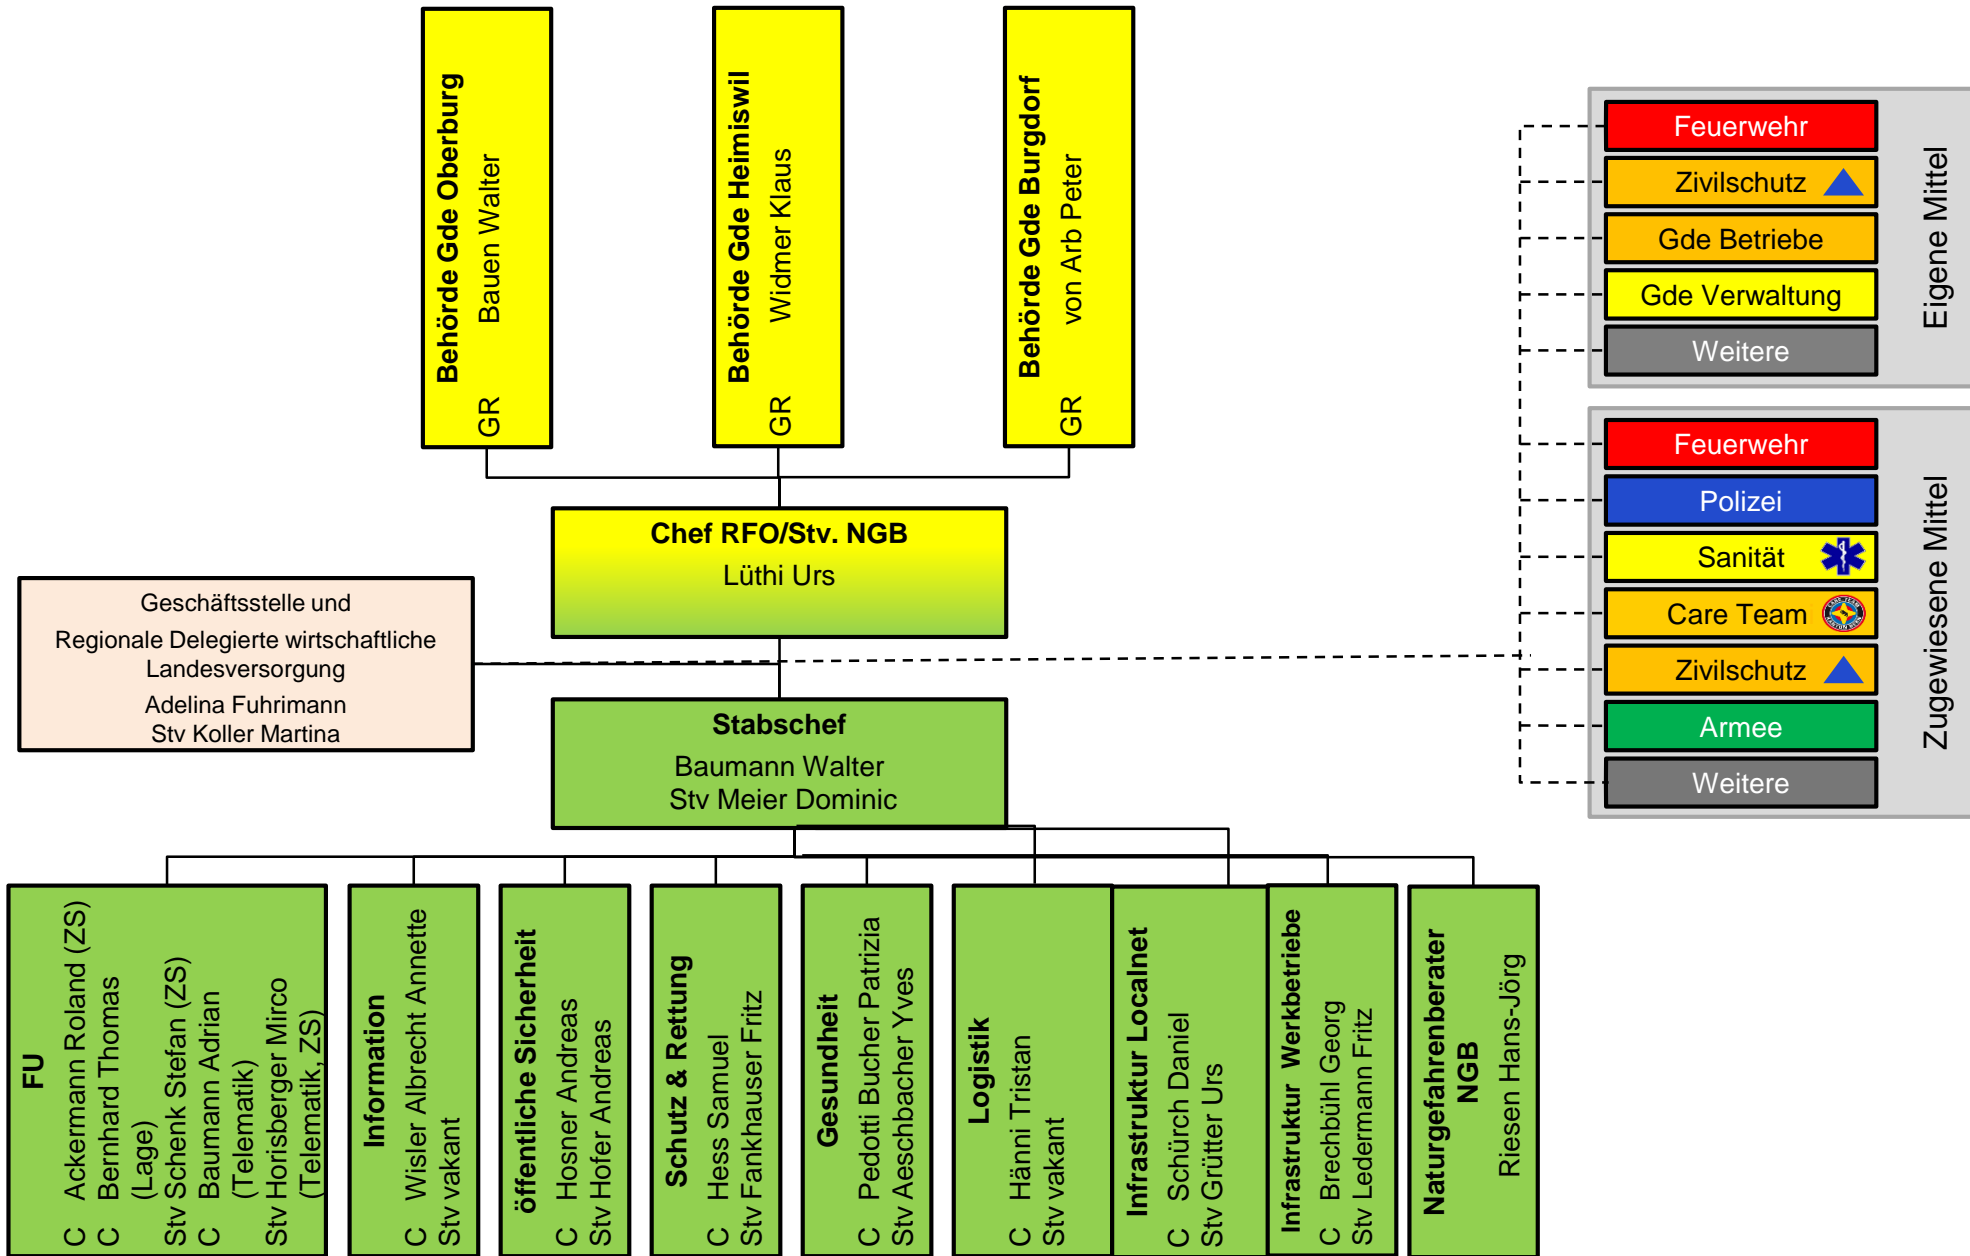 Behörde Gde Oberburg
GR Bauen Walter
Behörde Gde Heimiswil
GR Widmer Klaus
Behörde Gde Burgdorf
GR von Arb Peter
Chef RFO/Stv. NGB
Lüthi Urs
Geschäftsstelle und
Regionale Delegierte wirtschaftliche
Landesversorgung
Adelina Fuhrimann
Stv Koller Martina
Stabschef
Baumann Walter
Stv Meier Dominic
FU
C Ackermann Roland (ZS)
C Bernhard Thomas
(Lage)
Stv Schenk Stefan (ZS)
C Baumann Adrian
(Telematik)
Stv Horisberger Mirco
(Telematik, ZS)
Information
C Wisler Albrecht Annette
Stv vakant
öffentliche Sicherheit
C Hosner Andreas
Stv Hofer Andreas
Schutz & Rettung
C Hess Samuel
Stv Fankhauser Fritz
Gesundheit
C Pedotti Bucher Patrizia
Stv Aeschbacher Yves
Logistik
C Hänni Tristan
Stv vakant
Infrastruktur Localnet
C Schürch Daniel
Stv Grütter Urs
Infrastruktur Werkbetriebe
C Brechbühl Georg
Stv Ledermann Fritz
Naturgefahrenberater
NGB
Riesen Hans-Jörg
Eigene Mittel
Feuerwehr
Zivilschutz
Gde Betriebe
Gde Verwaltung
Weitere
Zugewiesene Mittel
Feuerwehr
Polizei
Sanität
Care Team
CARE TEAM
KANTON BERN
Zivilschutz
Armee
Weitere